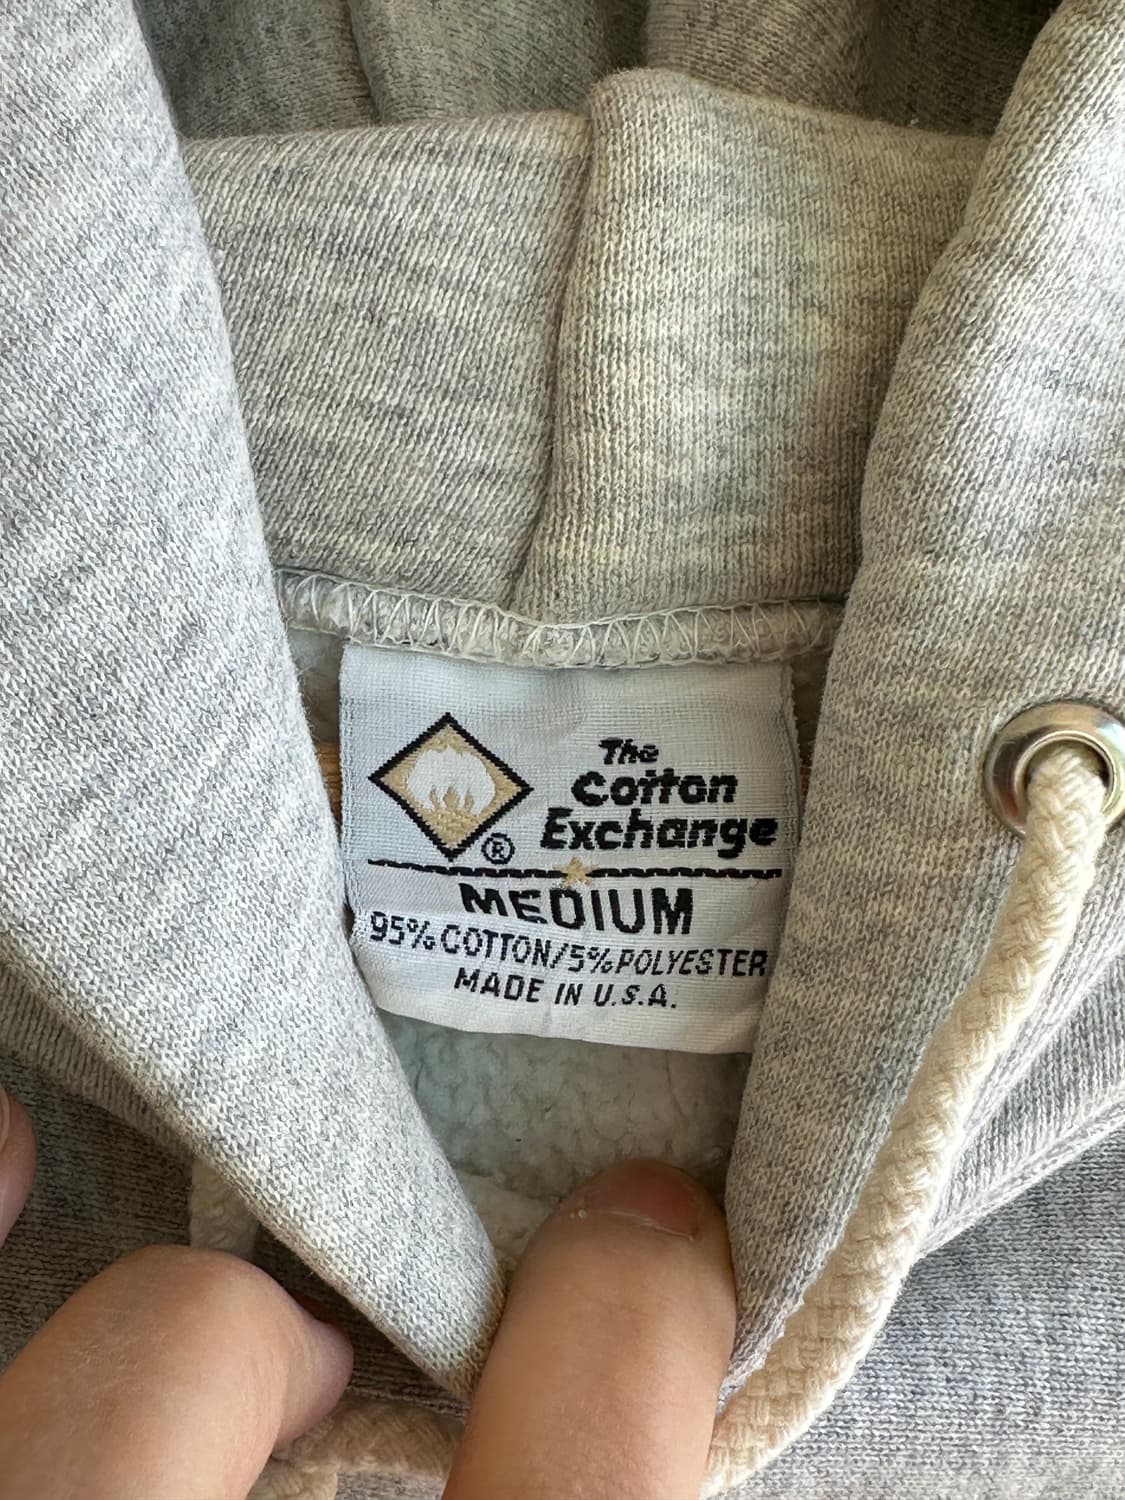 The
Cotton
Exchange
®
MEDIUM
95% COTTON/5% POLYESTER
MADE IN U.S.A.